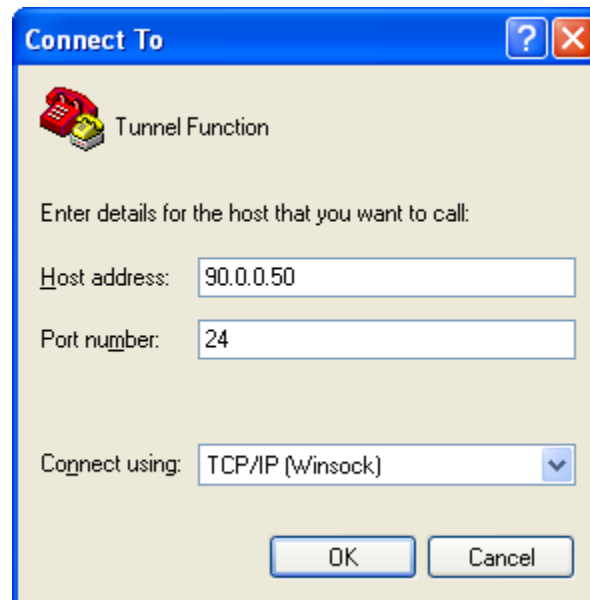 Connect To
Tunnel Function
Enter details for the host that you want to call:
Host address: 90.0.0.50
Port number: 24
Connect using: TCP/IP (Winsock)
OK Cancel